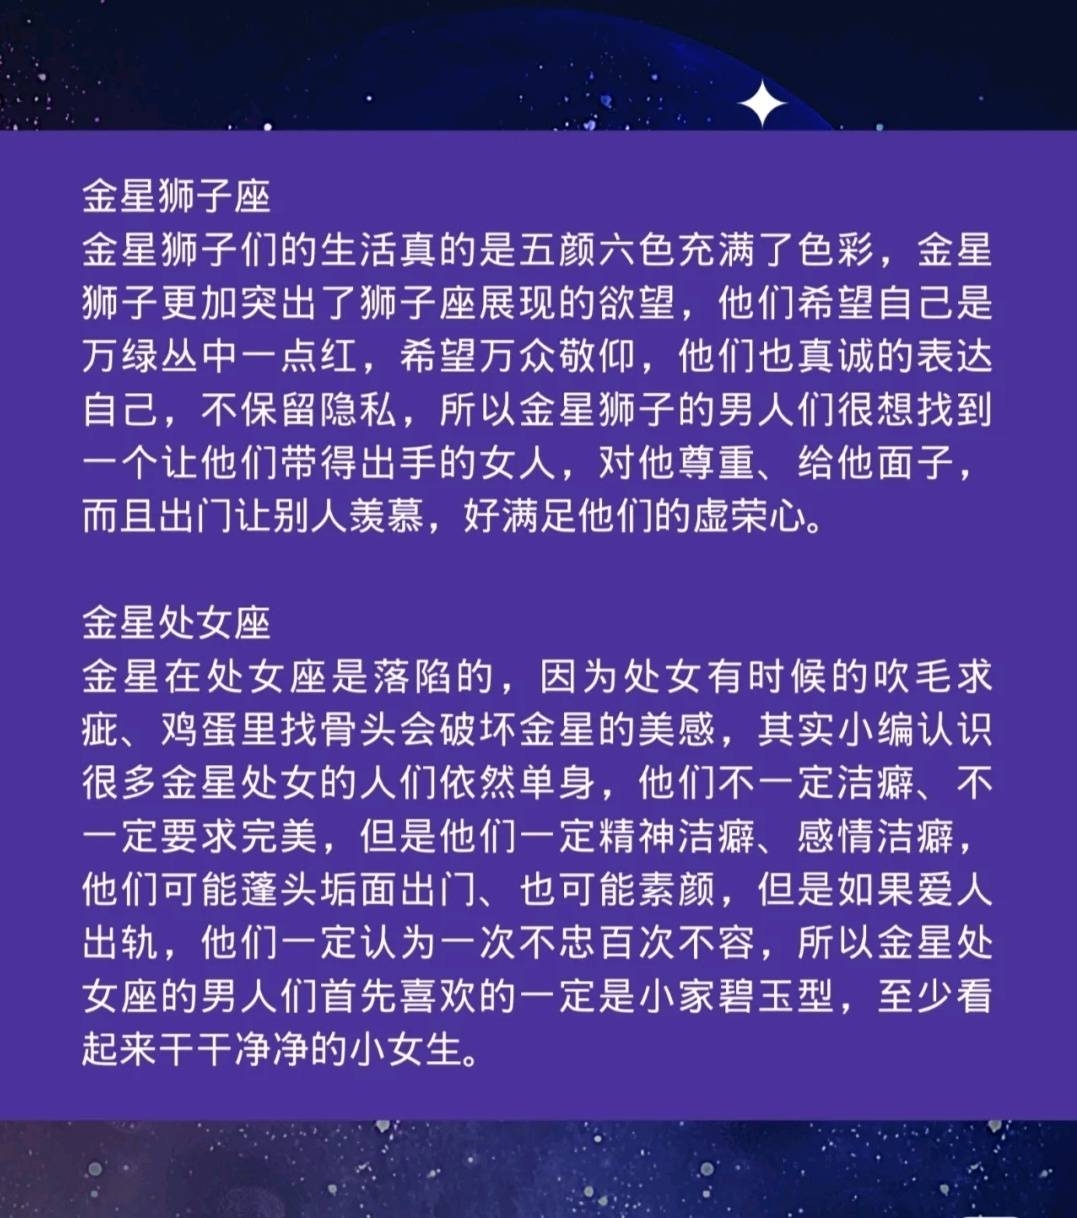 金星狮子座
金星狮子们的生活真的是五颜六色充满了色彩，金星
狮子更加突出了狮子座展现的欲望，他们希望自己是
万绿丛中一点红，希望万众敬仰，他们也真诚的表达
自己，不保留隐私，所以金星狮子的男人们很想找到
一个让他们带得出手的女人，对他尊重、给他面子，
而且出门让别人羡慕，好满足他们的虚荣心。
金星处女座
金星在处女座是落陷的，因为处女有时候的吹毛求
疵、鸡蛋里找骨头会破坏金星的美感，其实小编认识
很多金星处女的人们依然单身，他们不一定洁癖、不
一定要求完美，但是他们一定精神洁癖、感情洁癖，
他们可能蓬头垢面出门、也可能素颜，但是如果爱人
出轨，他们一定认为一次不忠百次不容，所以金星处
女座的男人们首先喜欢的一定是小家碧玉型，至少看
起来干干净净的小女生。